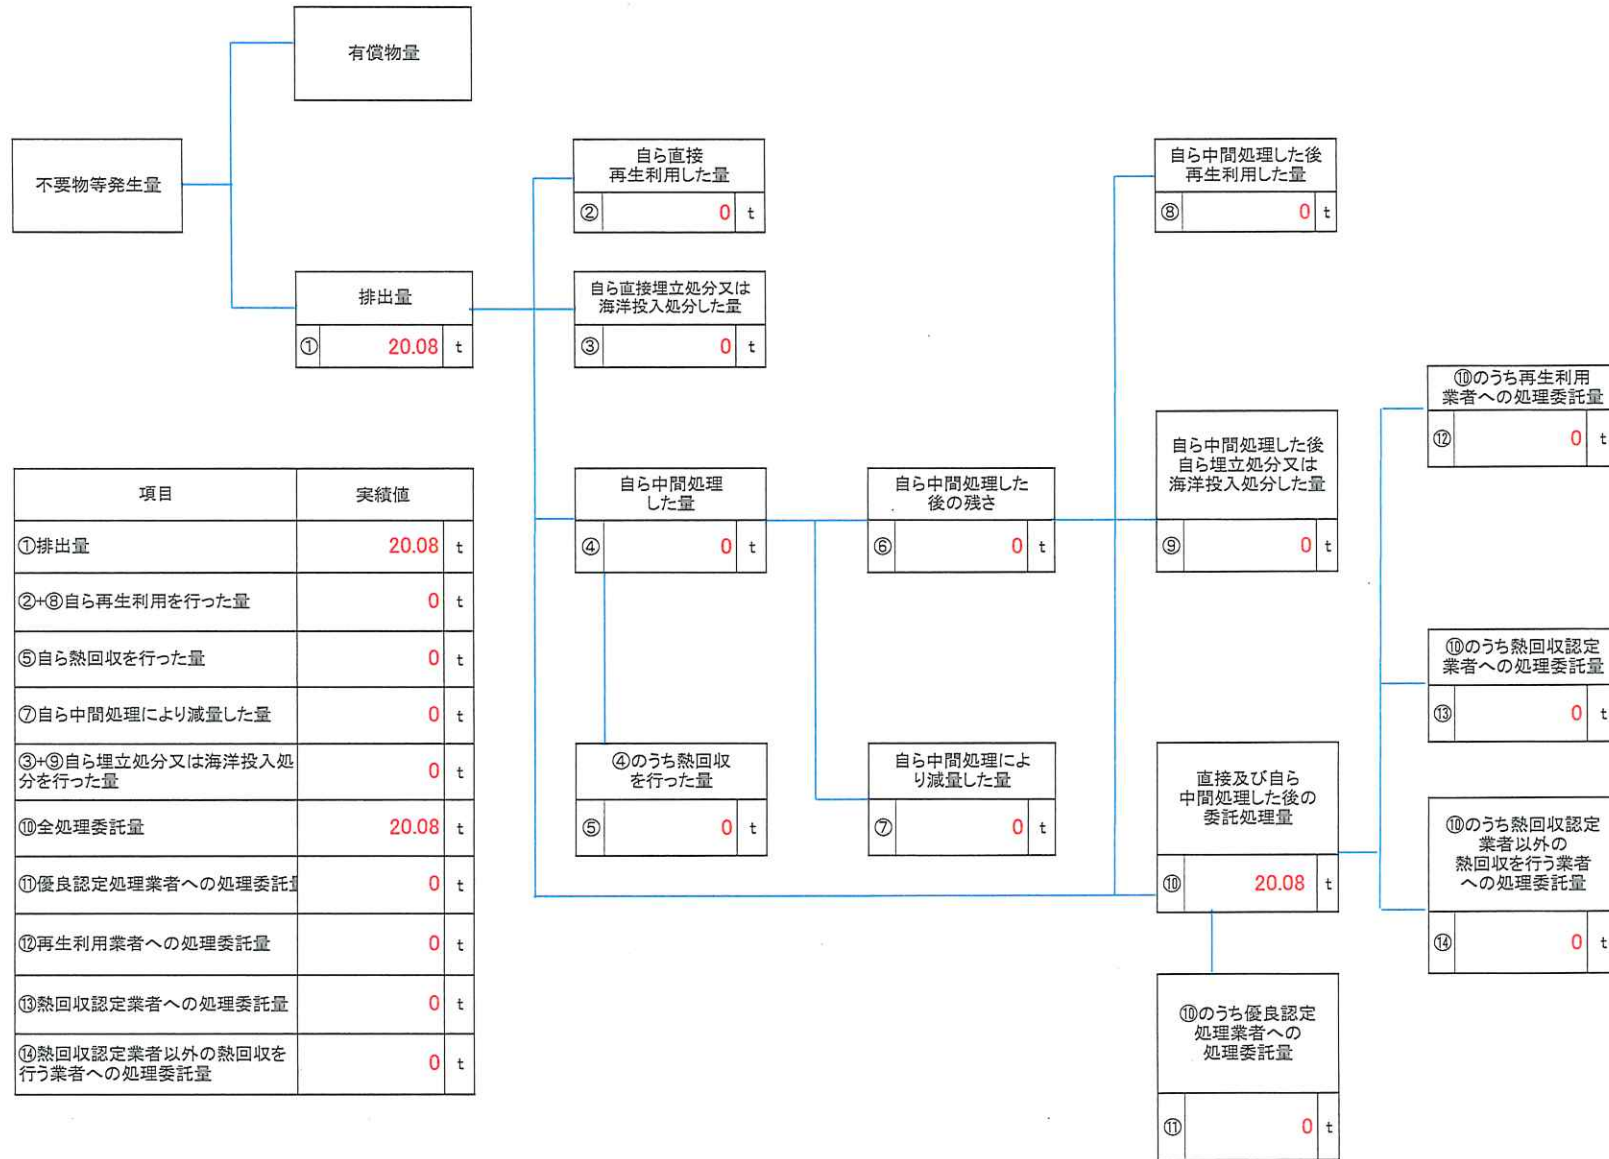 有償物量
不要物等発生量
排出量
① 20.08 t
自ら直接
再生利用した量
② 0 t
自ら直接埋立処分又は
海洋投入処分した量
③ 0 t
自ら中間処理
した量
④ 0 t
④のうち熱回収
を行った量
⑤ 0 t
自ら中間処理した
後の残さ
⑥ 0 t
自ら中間処理によ
り減量した量
⑦ 0 t
自ら中間処理した後
再生利用した量
⑧ 0 t
自ら中間処理した後
自ら埋立処分又は
海洋投入処分した量
⑨ 0 t
直接及び自ら
中間処理した後の
委託処理量
⑩ 20.08 t
⑩のうち優良認定
処理業者への
処理委託量
⑪ 0 t
⑩のうち再生利用
業者への処理委託量
⑫ 0 t
⑩のうち熱回収認定
業者への処理委託量
⑬ 0 t
⑩のうち熱回収認定
業者以外の
熱回収を行う業者
への処理委託量
⑭ 0 t
項目 実績値
①排出量 20.08 t
②+⑧自ら再生利用を行った量 0 t
⑤自ら熱回収を行った量 0 t
⑦自ら中間処理により減量した量 0 t
③+⑨自ら埋立処分又は海洋投入処
分を行った量 0 t
⑩全処理委託量 20.08 t
⑪優良認定処理業者への処理委託量 0 t
⑫再生利用業者への処理委託量 0 t
⑬熱回収認定業者への処理委託量 0 t
⑭熱回収認定業者以外の熱回収を
行う業者への処理委託量 0 t